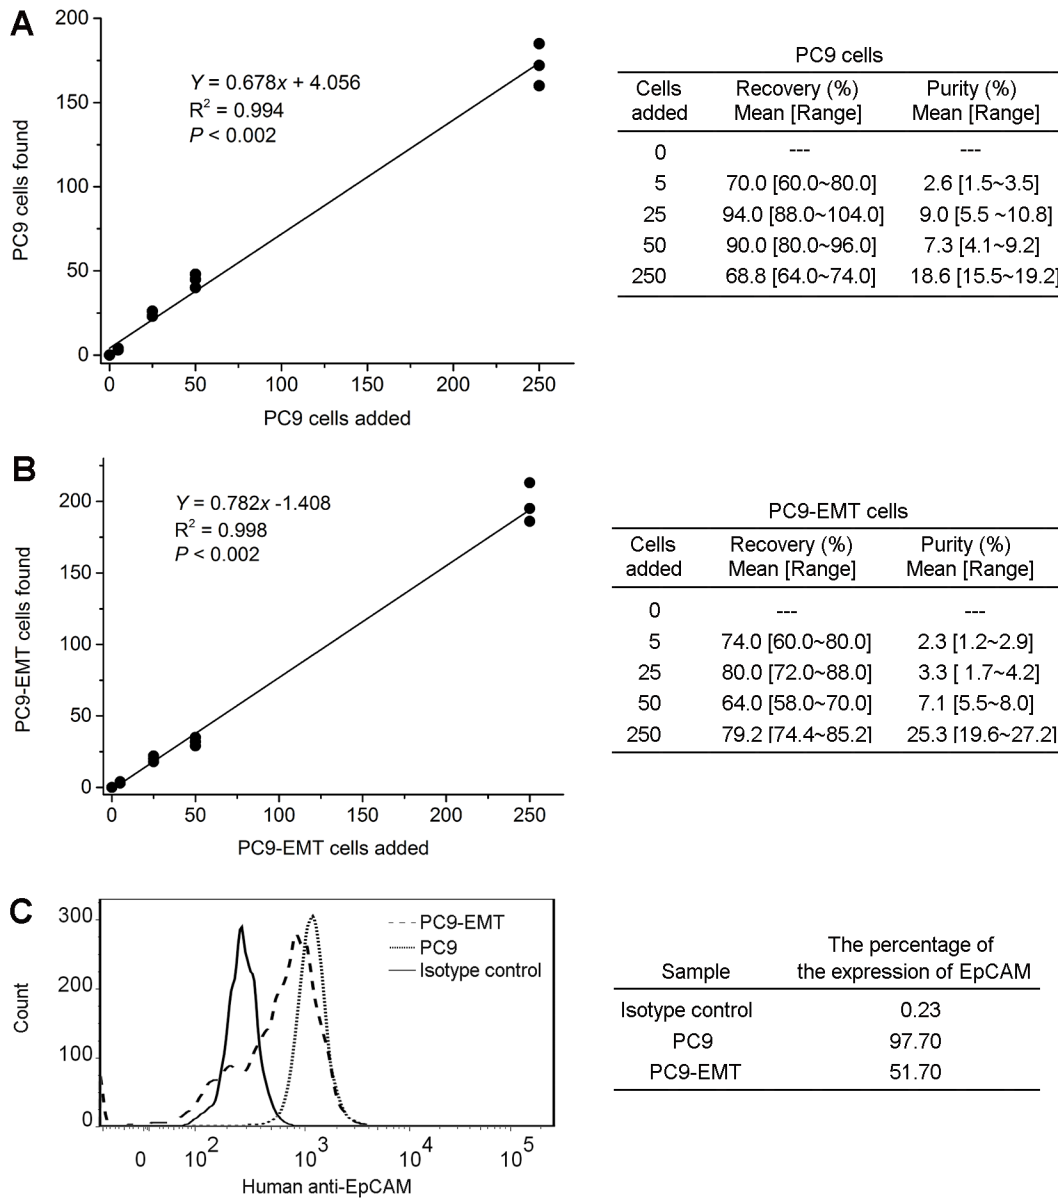 A
200
150
100
50
0
PC9 cells found
Y = 0.678x + 4.056
R² = 0.994
P < 0.002
0 50 100 150 200 250
PC9 cells added
PC9 cells
Cells Recovery (%) Purity (%)
added Mean [Range] Mean [Range]
0 --- ---
5 70.0 [60.0~80.0] 2.6 [1.5~3.5]
25 94.0 [88.0~104.0] 9.0 [5.5 ~10.8]
50 90.0 [80.0~96.0] 7.3 [4.1~9.2]
250 68.8 [64.0~74.0] 18.6 [15.5~19.2]
B
200
150
100
50
0
PC9-EMT cells found
Y = 0.782x -1.408
R² = 0.998
P < 0.002
0 50 100 150 200 250
PC9-EMT cells added
PC9-EMT cells
Cells Recovery (%) Purity (%)
added Mean [Range] Mean [Range]
0 --- ---
5 74.0 [60.0~80.0] 2.3 [1.2~2.9]
25 80.0 [72.0~88.0] 3.3 [ 1.7~4.2]
50 64.0 [58.0~70.0] 7.1 [5.5~8.0]
250 79.2 [74.4~85.2] 25.3 [19.6~27.2]
C
300
200
100
0
Count
PC9-EMT
PC9
Isotype control
0 10² 10³ 10⁴ 10⁵
Human anti-EpCAM
The percentage of
Sample the expression of EpCAM
Isotype control 0.23
PC9 97.70
PC9-EMT 51.70